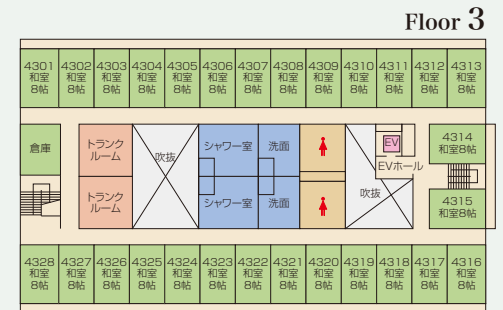 Floor 3
4301 4302 4303 4304 4305 4306 4307 4308 4309 4310 4311 4312 4313
和室 和室 和室 和室 和室 和室 和室 和室 和室 和室 和室 和室 和室
8帖 8帖 8帖 8帖 8帖 8帖 8帖 8帖 8帖 8帖 8帖 8帖 8帖
倉庫
トランク
ルーム
吹抜
シャワー室
洗面
EV
EVホール
4314
和室8帖
トランク
ルーム
シャワー室
洗面
吹抜
4315
和室8帖
4328 4327 4326 4325 4324 4323 4322 4321 4320 4319 4318 4317 4316
和室 和室 和室 和室 和室 和室 和室 和室 和室 和室 和室 和室 和室
8帖 8帖 8帖 8帖 8帖 8帖 8帖 8帖 8帖 8帖 8帖 8帖 8帖